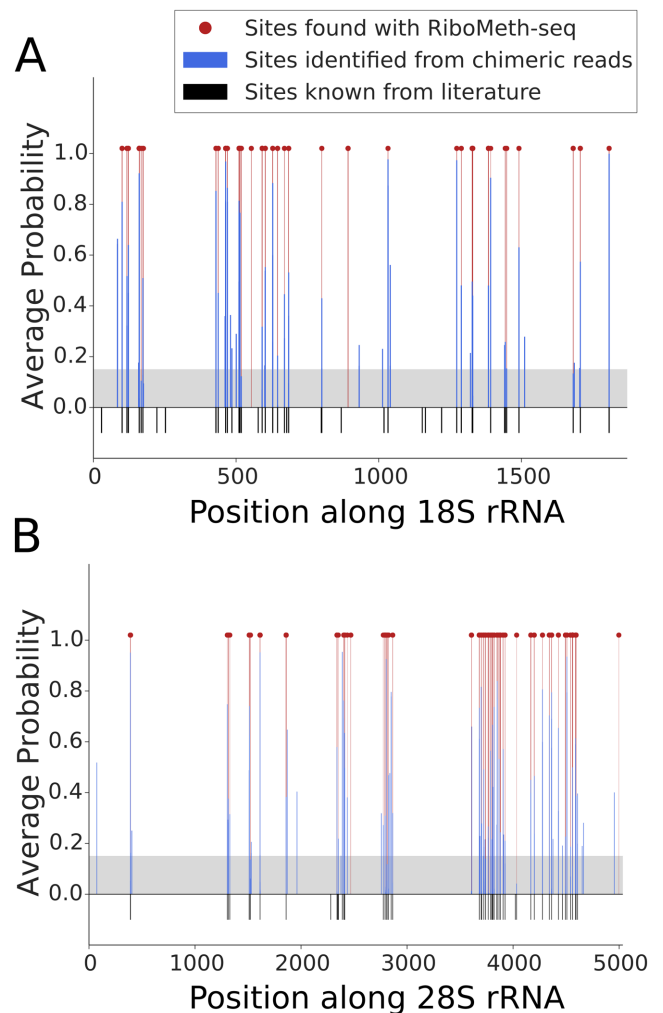 A
Sites found with RiboMeth-seq
Sites identified from chimeric reads
Sites known from literature
Average Probability
1.0
0.8
0.6
0.4
0.2
0.0
0 500 1000 1500
Position along 18S rRNA
B
Average Probability
1.0
0.8
0.6
0.4
0.2
0.0
0 1000 2000 3000 4000 5000
Position along 28S rRNA